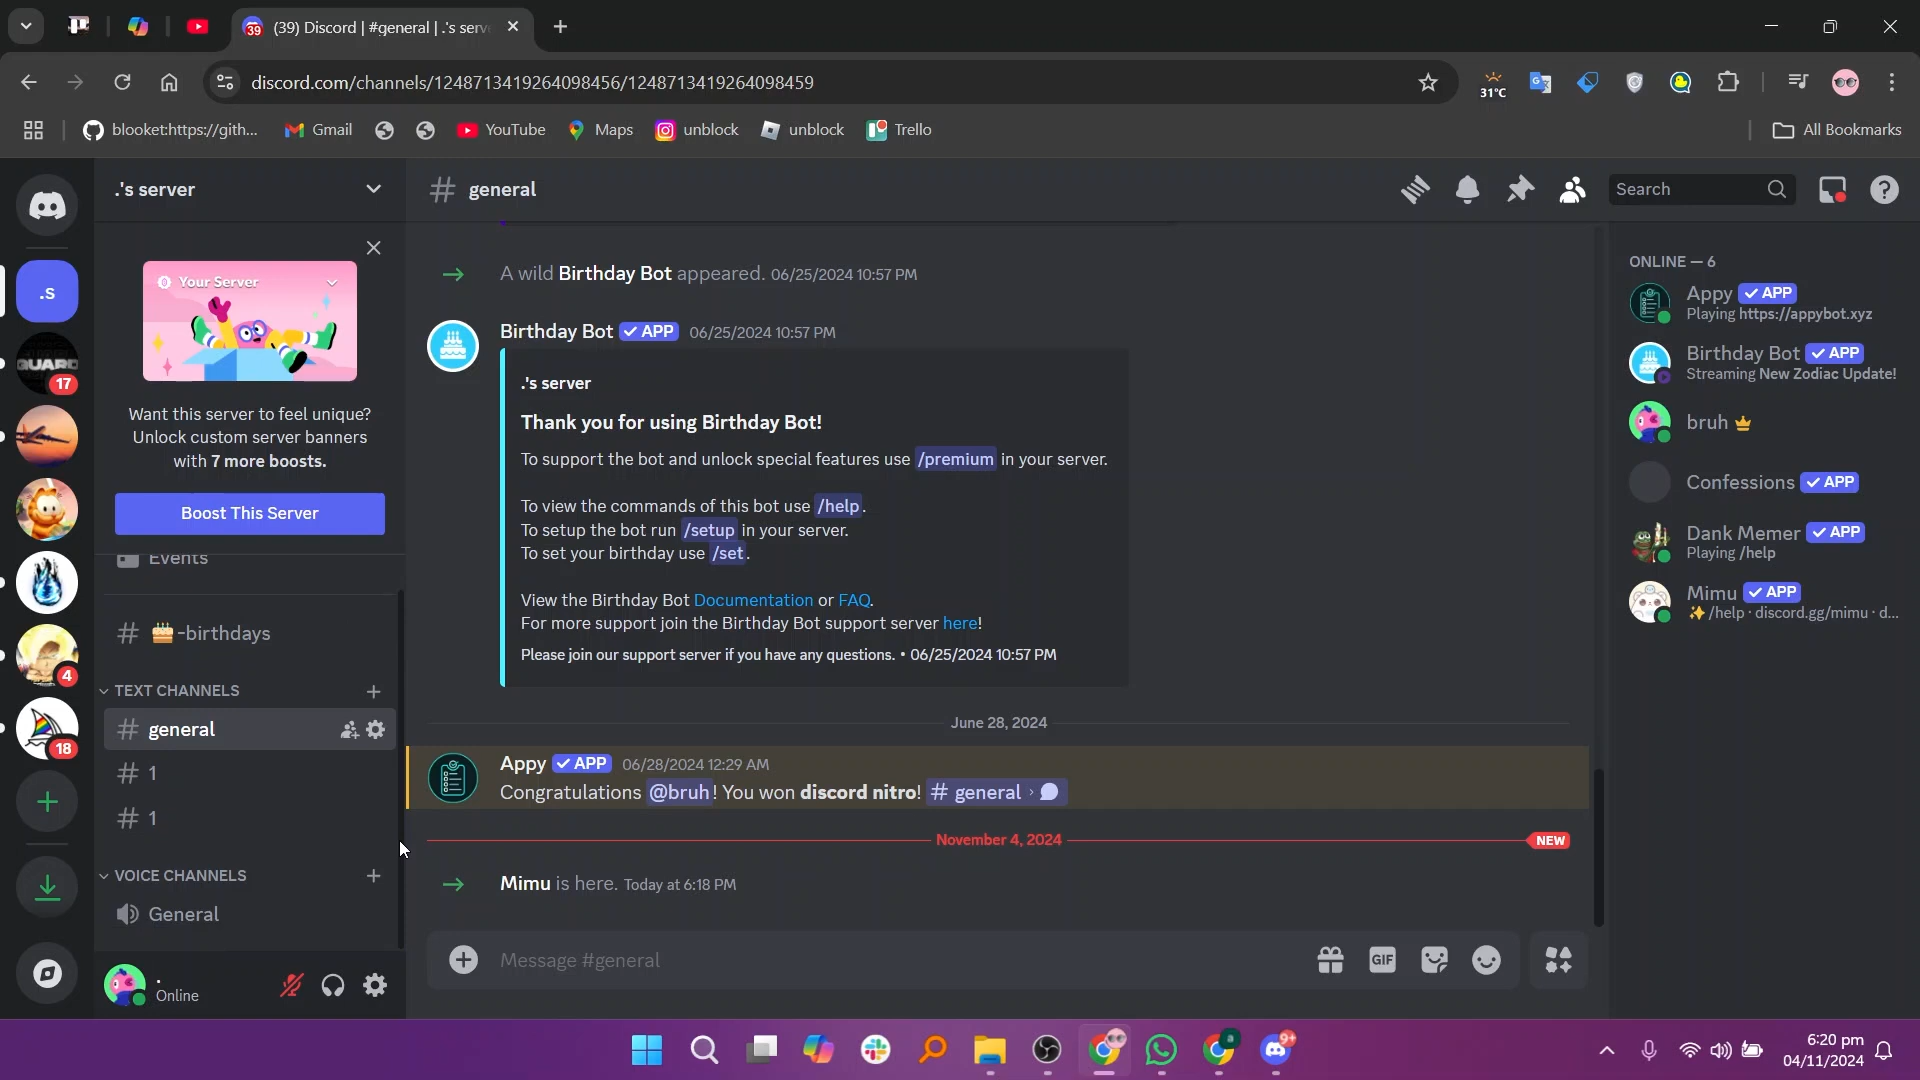 39 (39) Discord | #general | .'s serve
discord.com/channels/1248713419264098456/1248713419264098459
31°C
blooket:https://gith...
Gmail
YouTube
Maps
unblock
unblock
Trello
All Bookmarks
.'s server
general
Search
Your Server
Want this server to feel unique?
Unlock custom server banners
with 7 more boosts.
Boost This Server
.s
17
4
18
Events
-birthdays
TEXT CHANNELS
general
1
1
VOICE CHANNELS
General
.
Online
A wild Birthday Bot appeared. 06/25/2024 10:57 PM
Birthday Bot ✓ APP 06/25/2024 10:57 PM
.'s server
Thank you for using Birthday Bot!
To support the bot and unlock special features use /premium in your server.
To view the commands of this bot use /help.
To setup the bot run /setup in your server.
To set your birthday use /set.
View the Birthday Bot Documentation or FAQ.
For more support join the Birthday Bot support server here!
Please join our support server if you have any questions. • 06/25/2024 10:57 PM
June 28, 2024
Appy ✓ APP 06/28/2024 12:29 AM
Congratulations @bruh! You won discord nitro! # general ›
November 4, 2024 NEW
Mimu is here. Today at 6:18 PM
Message #general
GIF
ONLINE — 6
Appy ✓ APP
Playing https://appybot.xyz
Birthday Bot ✓ APP
Streaming New Zodiac Update!
bruh
Confessions ✓ APP
Dank Memer ✓ APP
Playing /help
Mimu ✓ APP
✨ /help · discord.gg/mimu · d...
9+
6:20 pm
04/11/2024